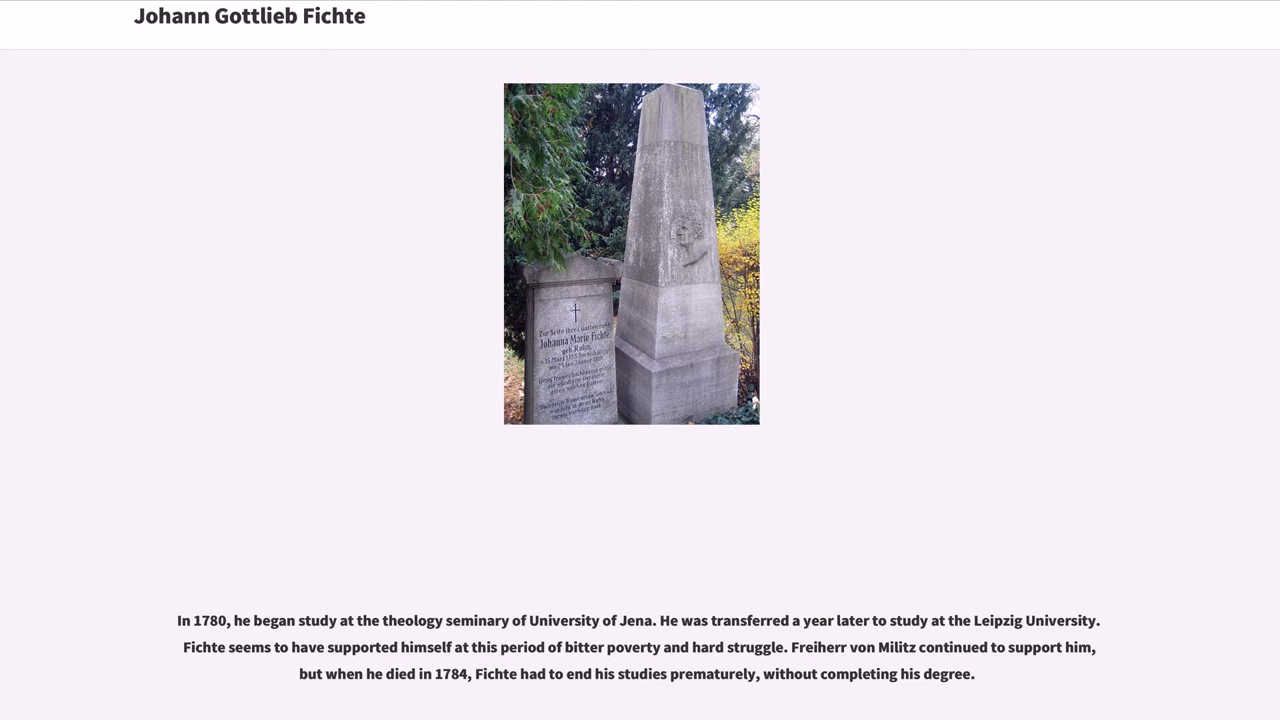 Johann Gottlieb Fichte
Zur Seite ihres Gatten ruht
Johanna Marie Fichte
geb. Rahn,
In 1780, he began study at the theology seminary of University of Jena. He was transferred a year later to study at the Leipzig University.
Fichte seems to have supported himself at this period of bitter poverty and hard struggle. Freiherr von Militz continued to support him,
but when he died in 1784, Fichte had to end his studies prematurely, without completing his degree.